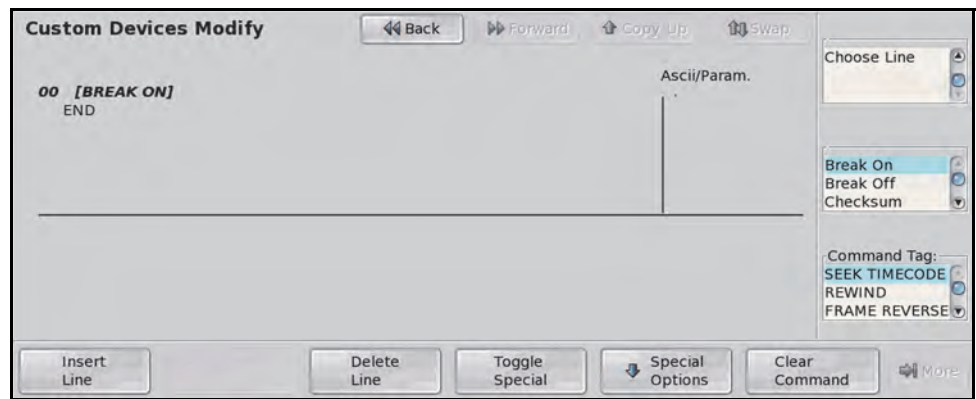 Custom Devices Modify
Back
Forward
Copy Up
Swap
Choose Line
Ascii/Param.
00 [BREAK ON]
END
Break On
Break Off
Checksum
Command Tag:
SEEK TIMECODE
REWIND
FRAME REVERSE
Insert Line
Delete Line
Toggle Special
Special Options
Clear Command
More